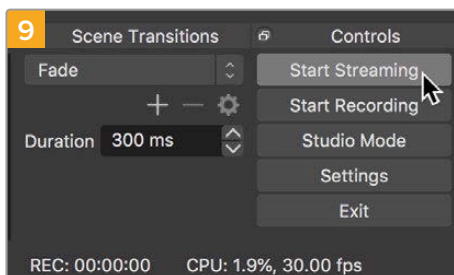 9
Scene Transitions
Controls
Fade
Start Streaming
Start Recording
Duration 300 ms
Studio Mode
Settings
Exit
REC: 00:00:00 CPU: 1.9%, 30.00 fps